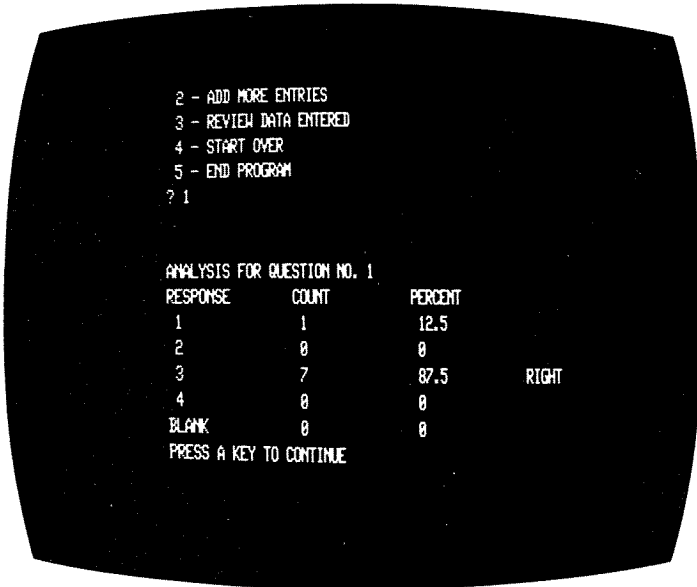 2 - ADD MORE ENTRIES
3 - REVIEW DATA ENTERED
4 - START OVER
5 - END PROGRAM
? 1
ANALYSIS FOR QUESTION NO. 1
RESPONSE COUNT PERCENT
1 1 12.5
2 0 0
3 7 87.5 RIGHT
4 0 0
BLANK 0 0
PRESS A KEY TO CONTINUE